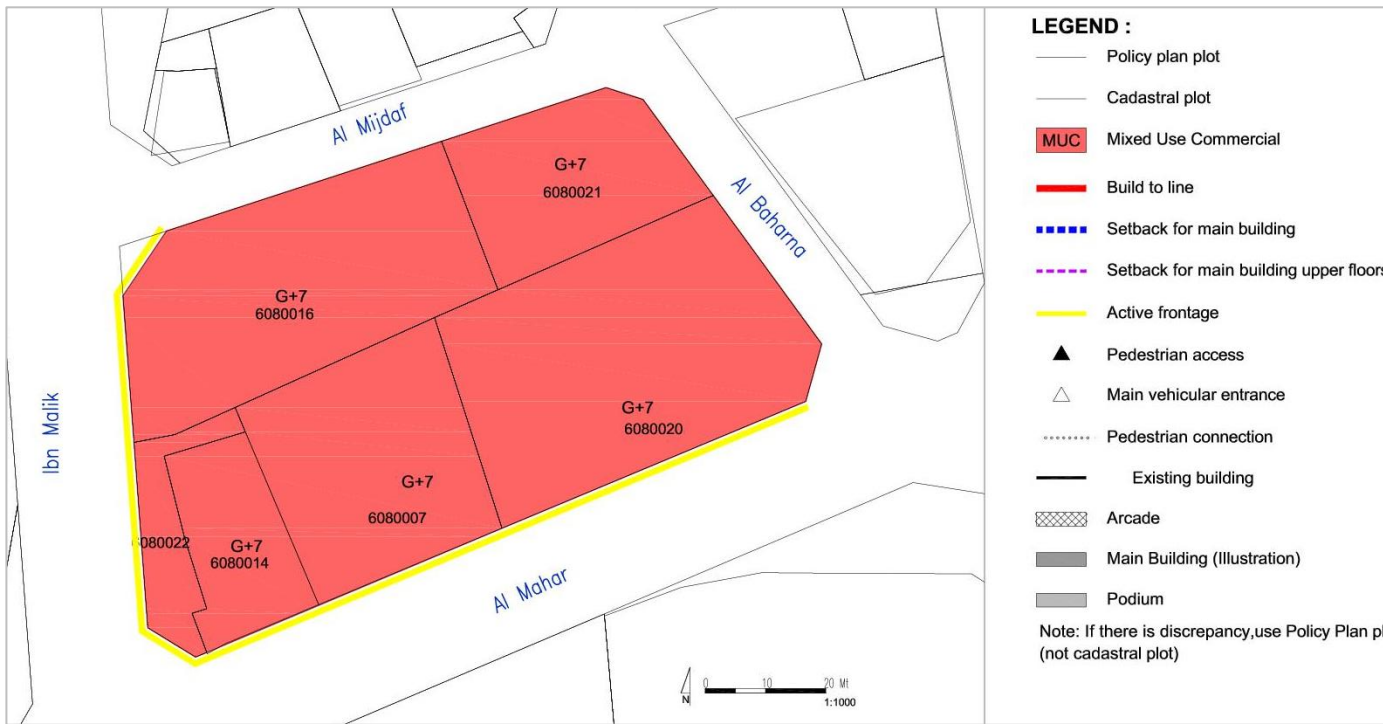 Al Mijdaf
G+7
6080021
Al Baharna
G+7
6080016
Ibn Malik
G+7
6080020
G+7
6080007
6080022
G+7
6080014
Al Mahar
N
0 10 20 Mt
1:1000
LEGEND :
Policy plan plot
Cadastral plot
MUC Mixed Use Commercial
Build to line
Setback for main building
Setback for main building upper floors
Active frontage
Pedestrian access
Main vehicular entrance
Pedestrian connection
Existing building
Arcade
Main Building (Illustration)
Podium
Note: If there is discrepancy,use Policy Plan pl
(not cadastral plot)